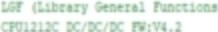 LGF (Library General Functions
CPU1212C DC/DC/DC FW:V4.2